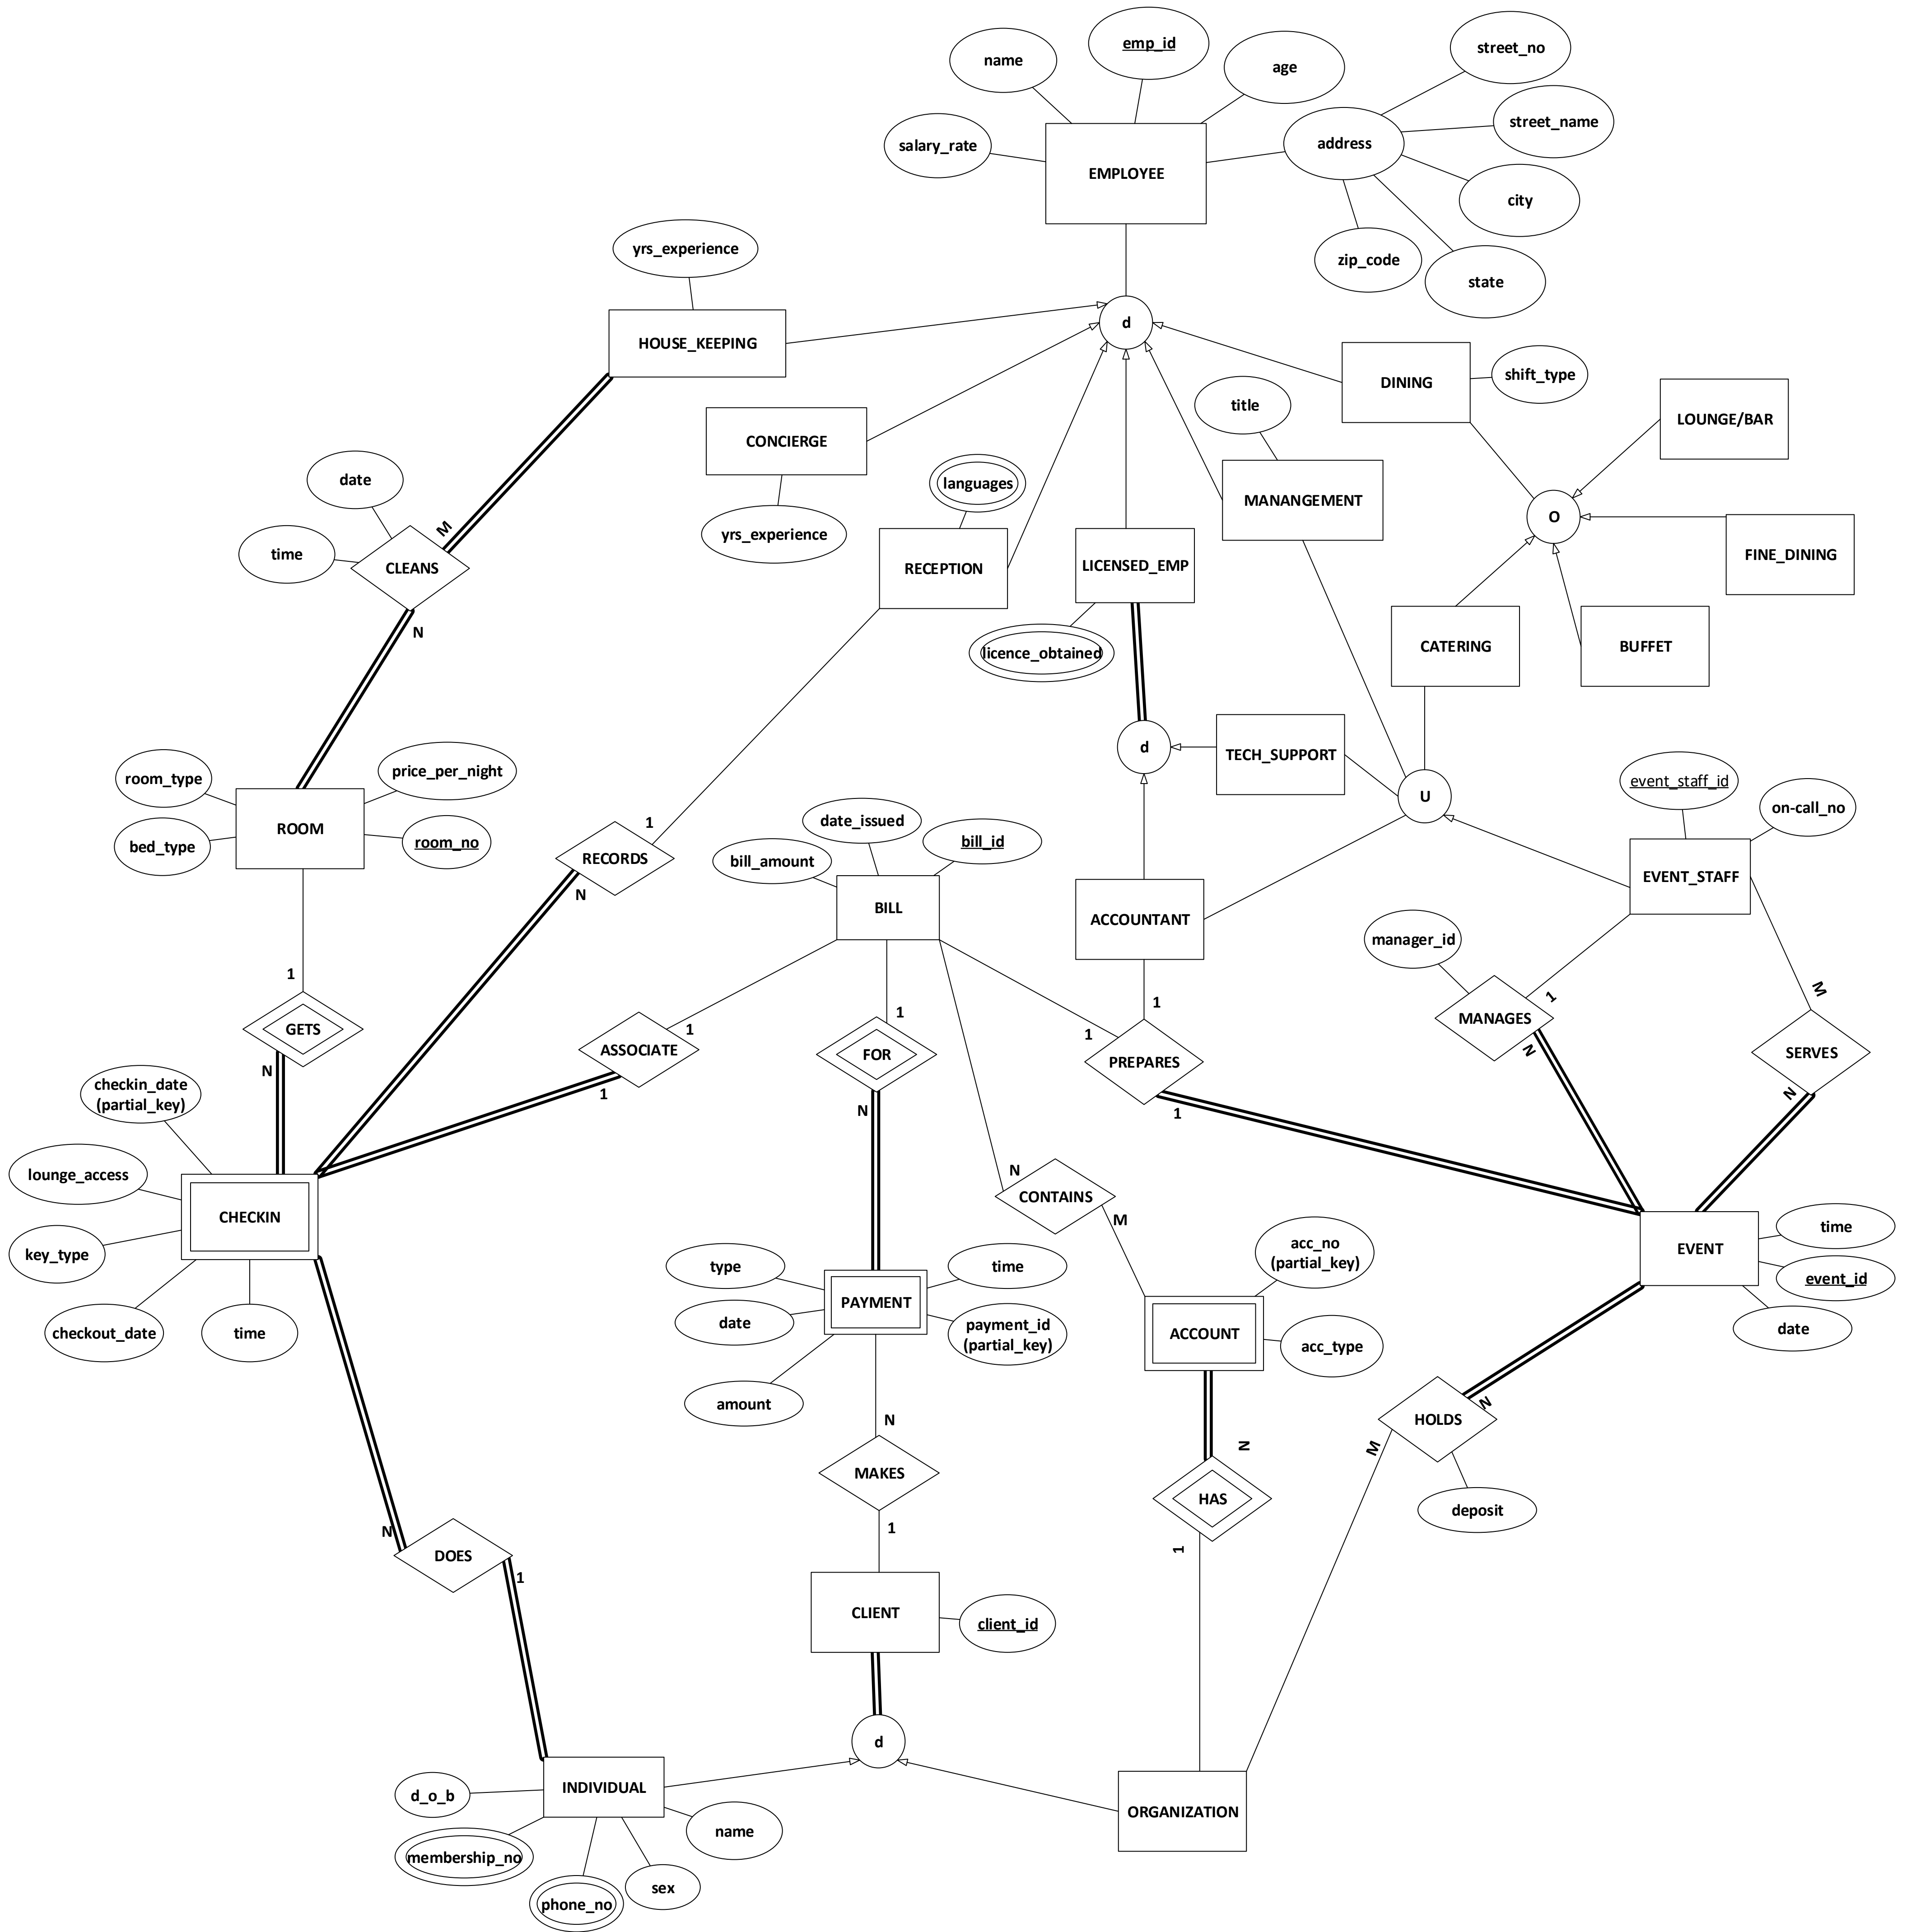 emp_id
street_no
name
age
street_name
address
salary_rate
EMPLOYEE
city
yrs_experience
zip_code
state
d
HOUSE_KEEPING
DINING
shift_type
title
LOUNGE/BAR
CONCIERGE
date
languages
MANANGEMENT
O
yrs_experience
M
time
CLEANS
RECEPTION
LICENSED_EMP
FINE_DINING
N
licence_obtained
CATERING
BUFFET
d
TECH_SUPPORT
room_type
price_per_night
U
event_staff_id
on-call_no
ROOM
date_issued
1
bed_type
room_no
bill_id
RECORDS
bill_amount
EVENT_STAFF
N
BILL
ACCOUNTANT
manager_id
1
1
1
M
GETS
1
1
1
MANAGES
ASSOCIATE
FOR
PREPARES
N
SERVES
N
checkin_date
(partial_key)
1
N
1
N
lounge_access
N
CONTAINS
M
CHECKIN
key_type
acc_no
(partial_key)
time
EVENT
type
time
event_id
PAYMENT
date
payment_id
(partial_key)
ACCOUNT
acc_type
date
checkout_date
time
amount
N
N
M
N
HOLDS
MAKES
HAS
deposit
N
DOES
1
1
1
CLIENT
client_id
d
INDIVIDUAL
d_o_b
ORGANIZATION
name
membership_no
phone_no
sex